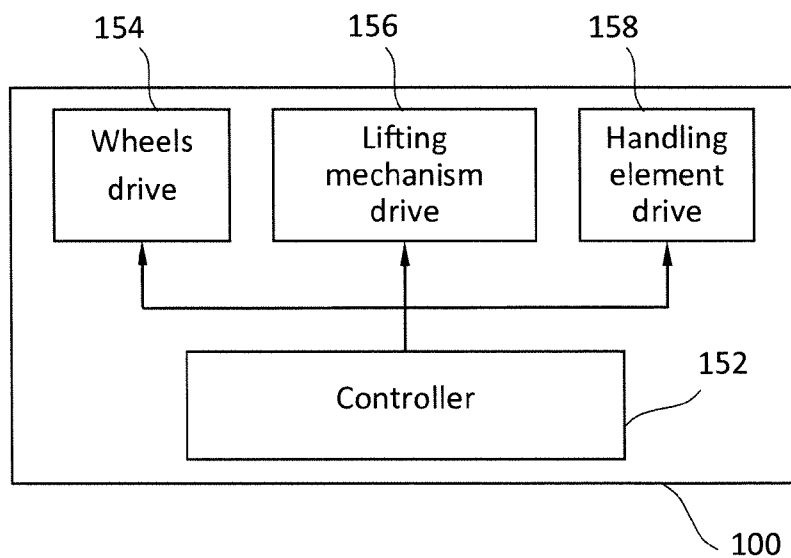 154
156
158
Wheels
drive
Lifting
mechanism
drive
Handling
element
drive
Controller
152
100